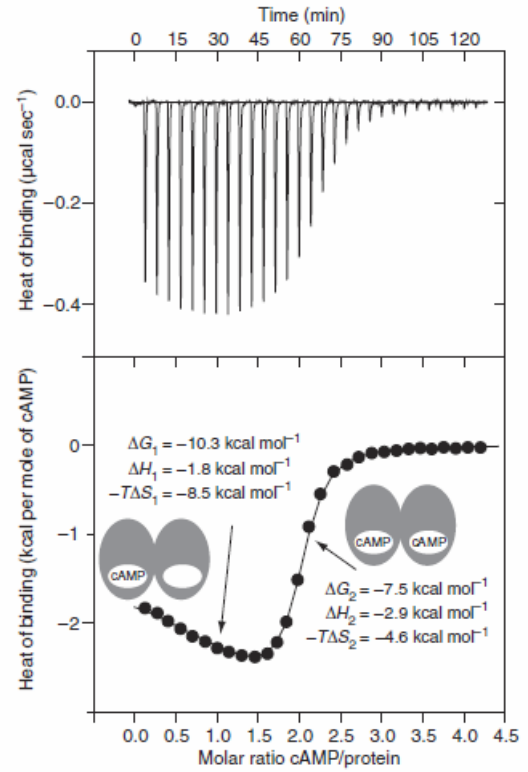 Time (min)
0 15 30 45 60 75 90 105 120
Heat of binding (μcal sec⁻¹)
0.0
−0.2
−0.4
Heat of binding (kcal per mole of cAMP)
0
−1
−2
ΔG₁ = −10.3 kcal mol⁻¹
ΔH₁ = −1.8 kcal mol⁻¹
-TΔS₁ = −8.5 kcal mol⁻¹
cAMP
cAMP cAMP
ΔG₂ = −7.5 kcal mol⁻¹
ΔH₂ = −2.9 kcal mol⁻¹
-TΔS₂ = −4.6 kcal mol⁻¹
0.0 0.5 1.0 1.5 2.0 2.5 3.0 3.5 4.0 4.5
Molar ratio cAMP/protein